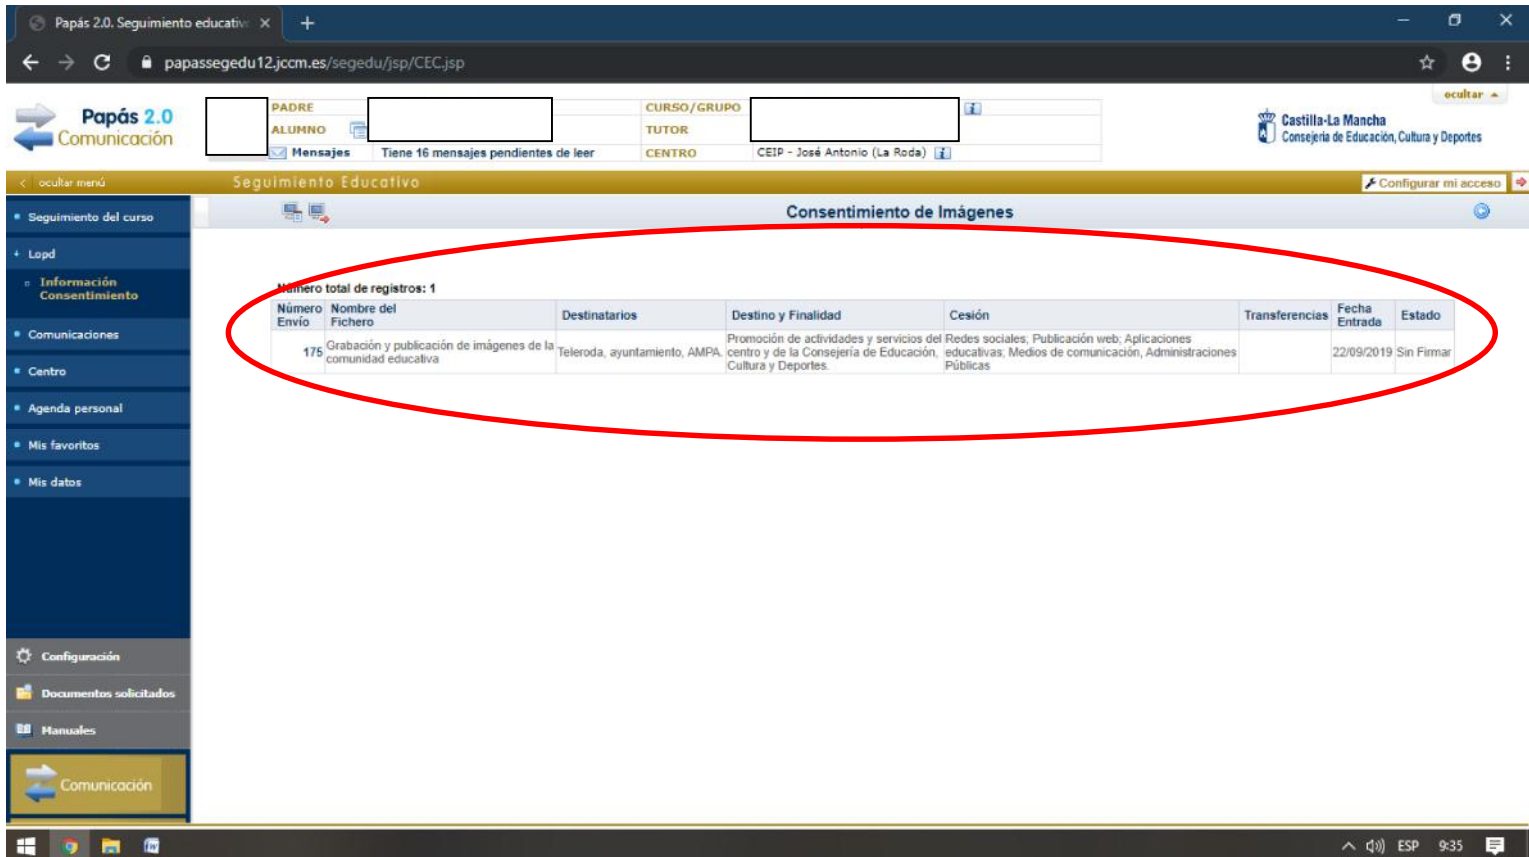 Papás 2.0. Seguimiento educativ
papassegedu12.jccm.es/segedu/jsp/CEC.jsp
ocultar
Papás 2.0
Comunicación
PADRE
CURSO/GRUPO
ALUMNO
TUTOR
Mensajes Tiene 16 mensajes pendientes de leer
CENTRO CEIP - José Antonio (La Roda)
Castilla-La Mancha
Consejería de Educación, Cultura y Deportes
< ocultar menú
Seguimiento Educativo
Configurar mi acceso
Seguimiento del curso
Lopd
Información
Consentimiento
Comunicaciones
Centro
Agenda personal
Mis favoritos
Mis datos
Configuración
Documentos solicitados
Manuales
Comunicación
Consentimiento de Imágenes
Número total de registros: 1
Número Envío
Nombre del Fichero
Destinatarios
Destino y Finalidad
Cesión
Transferencias
Fecha Entrada
Estado
175
Grabación y publicación de imágenes de la
comunidad educativa
Teleroda, ayuntamiento, AMPA.
Promoción de actividades y servicios del
centro y de la Consejería de Educación,
Cultura y Deportes.
Redes sociales; Publicación web; Aplicaciones
educativas; Medios de comunicación, Administraciones
Públicas
22/09/2019
Sin Firmar
ESP 9:35